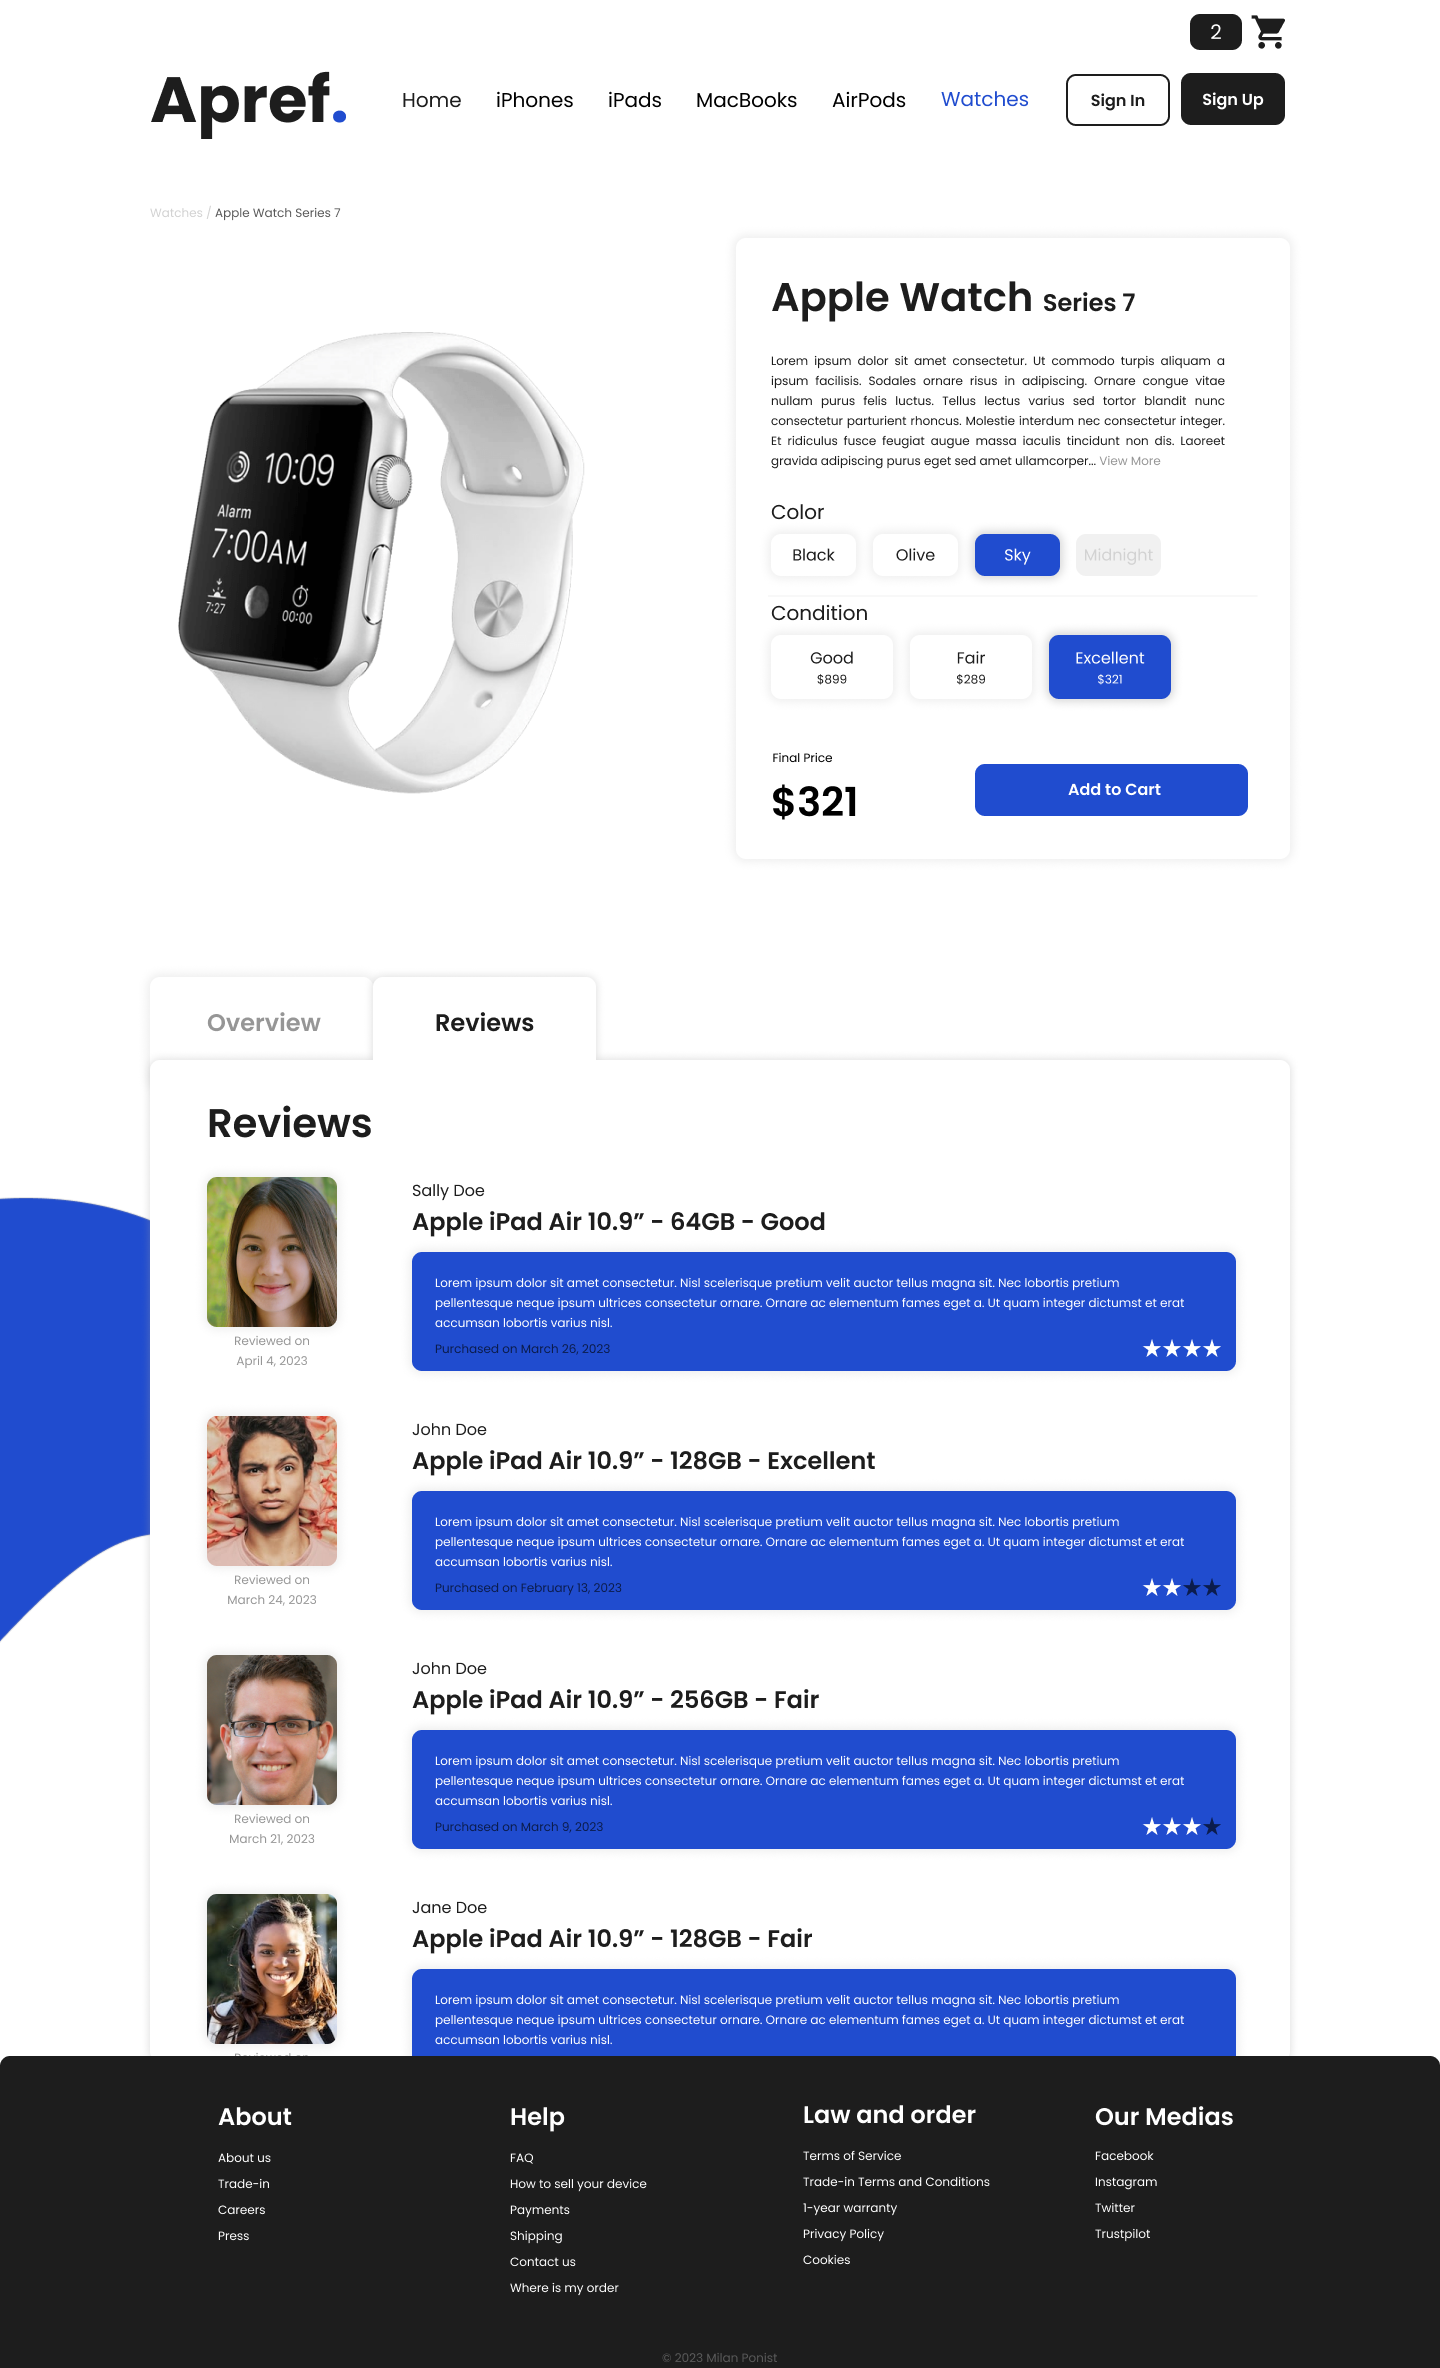 2
Apref.
Home iPhones iPads MacBooks AirPods Watches Sign In Sign Up
Watches / Apple Watch Series 7
Apple Watch Series 7
Lorem ipsum dolor sit amet consectetur. Ut commodo turpis aliquam a
ipsum facilisis. Sodales ornare risus in adipiscing. Ornare congue vitae
nullam purus felis luctus. Tellus lectus varius sed tortor blandit nunc
consectetur parturient rhoncus. Molestie interdum nec consectetur integer.
Et ridiculus fusce feugiat augue massa iaculis tincidunt non dis. Laoreet
gravida adipiscing purus eget sed amet ullamcorper... View More
10:09
Alarm
7:00AM
7:27
00:00
Color
Black Olive Sky Midnight
Condition
Good Fair Excellent
$899 $289 $321
Final Price
$321
Add to Cart
Overview Reviews
Reviews
Sally Doe
Apple iPad Air 10.9” - 64GB - Good
Lorem ipsum dolor sit amet consectetur. Nisl scelerisque pretium velit auctor tellus magna sit. Nec lobortis pretium
pellentesque neque ipsum ultrices consectetur ornare. Ornare ac elementum fames eget a. Ut quam integer dictumst et erat
accumsan lobortis varius nisl.
Purchased on March 26, 2023
Reviewed on
April 4, 2023
John Doe
Apple iPad Air 10.9” - 128GB - Excellent
Lorem ipsum dolor sit amet consectetur. Nisl scelerisque pretium velit auctor tellus magna sit. Nec lobortis pretium
pellentesque neque ipsum ultrices consectetur ornare. Ornare ac elementum fames eget a. Ut quam integer dictumst et erat
accumsan lobortis varius nisl.
Purchased on February 13, 2023
Reviewed on
March 24, 2023
John Doe
Apple iPad Air 10.9” - 256GB - Fair
Lorem ipsum dolor sit amet consectetur. Nisl scelerisque pretium velit auctor tellus magna sit. Nec lobortis pretium
pellentesque neque ipsum ultrices consectetur ornare. Ornare ac elementum fames eget a. Ut quam integer dictumst et erat
accumsan lobortis varius nisl.
Purchased on March 9, 2023
Reviewed on
March 21, 2023
Jane Doe
Apple iPad Air 10.9” - 128GB - Fair
Lorem ipsum dolor sit amet consectetur. Nisl scelerisque pretium velit auctor tellus magna sit. Nec lobortis pretium
pellentesque neque ipsum ultrices consectetur ornare. Ornare ac elementum fames eget a. Ut quam integer dictumst et erat
accumsan lobortis varius nisl.
About
About us
Trade-in
Careers
Press
Help
FAQ
How to sell your device
Payments
Shipping
Contact us
Where is my order
Law and order
Terms of Service
Trade-in Terms and Conditions
1-year warranty
Privacy Policy
Cookies
Our Medias
Facebook
Instagram
Twitter
Trustpilot
© 2023 Milan Ponist